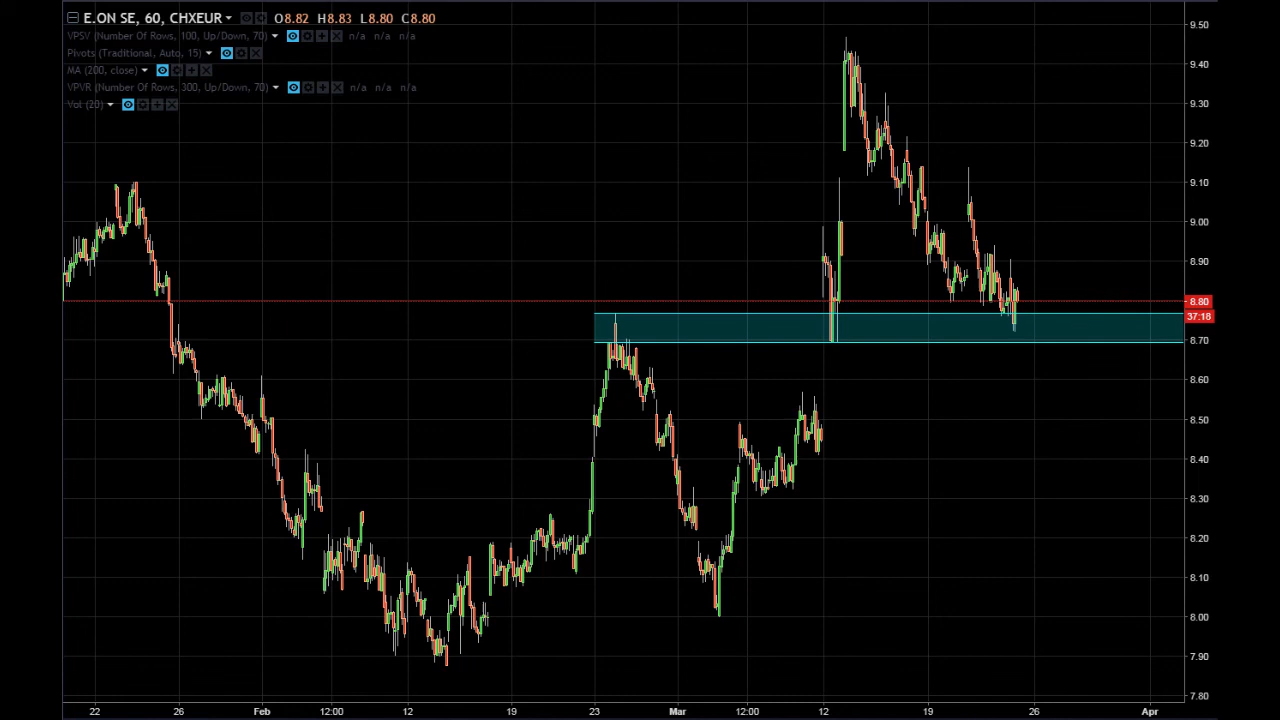 E.ON SE, 60, CHXEUR O8.82 H8.83 L8.80 C8.80
VPSV (Number Of Rows, 100, Up/Down, 70) n/a n/a n/a
Pivots (Traditional, Auto, 15)
MA (200, close)
VPVR (Number Of Rows, 300, Up/Down, 70) n/a n/a n/a
Vol (20)
9.50
9.40
9.30
9.20
9.10
9.00
8.90
8.80
37:18
8.70
8.60
8.50
8.40
8.30
8.20
8.10
8.00
7.90
7.80
22 26 Feb 12:00 12 19 23 Mar 12:00 12 19 26 Apr